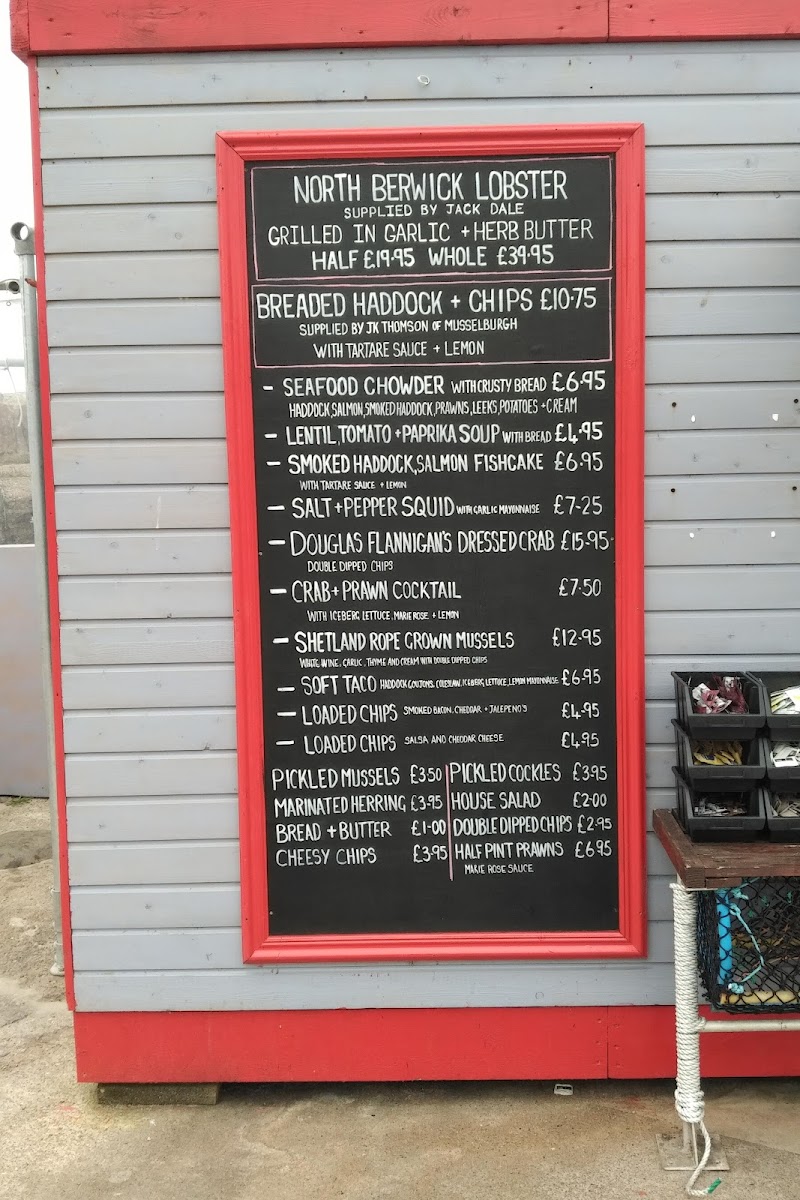 NORTH BERWICK LOBSTER
SUPPLIED BY JACK DALE
GRILLED IN GARLIC + HERB BUTTER
HALF £19.95 WHOLE £39.95
BREADED HADDOCK + CHIPS £10.75
SUPPLIED BY JK THOMSON OF MUSSELBURGH
WITH TARTARE SAUCE + LEMON
- SEAFOOD CHOWDER WITH CRUSTY BREAD £6.95
HADDOCK, SALMON, SMOKED HADDOCK, PRAWNS, LEEKS, POTATOES + CREAM
- LENTIL, TOMATO + PAPRIKA SOUP WITH BREAD £4.95
- SMOKED HADDOCK, SALMON FISHCAKE £6.95
WITH TARTARE SAUCE + LEMON
- SALT + PEPPER SQUID WITH GARLIC MAYONNAISE £7.25
- DOUGLAS FLANNIGAN'S DRESSED CRAB £15.95
DOUBLE DIPPED CHIPS
- CRAB + PRAWN COCKTAIL £7.50
WITH ICEBERG LETTUCE, MARIE ROSE + LEMON
- SHETLAND ROPE GROWN MUSSELS £12.95
WHITE WINE, GARLIC, THYME AND CREAM WITH DOUBLE DIPPED CHIPS
- SOFT TACO HADDOCK GOUJONS, COLESLAW, ICEBERG LETTUCE, LEMON MAYONNAISE £6.95
- LOADED CHIPS SMOKED BACON, CHEDDAR + JALEPENO'S £4.95
- LOADED CHIPS SALSA AND CHEDDAR CHEESE £4.95
PICKLED MUSSELS £3.50 PICKLED COCKLES £3.95
MARINATED HERRING £3.95 HOUSE SALAD £2.00
BREAD + BUTTER £1.00 DOUBLE DIPPED CHIPS £2.95
CHEESY CHIPS £3.95 HALF PINT PRAWNS £6.95
MARIE ROSE SAUCE